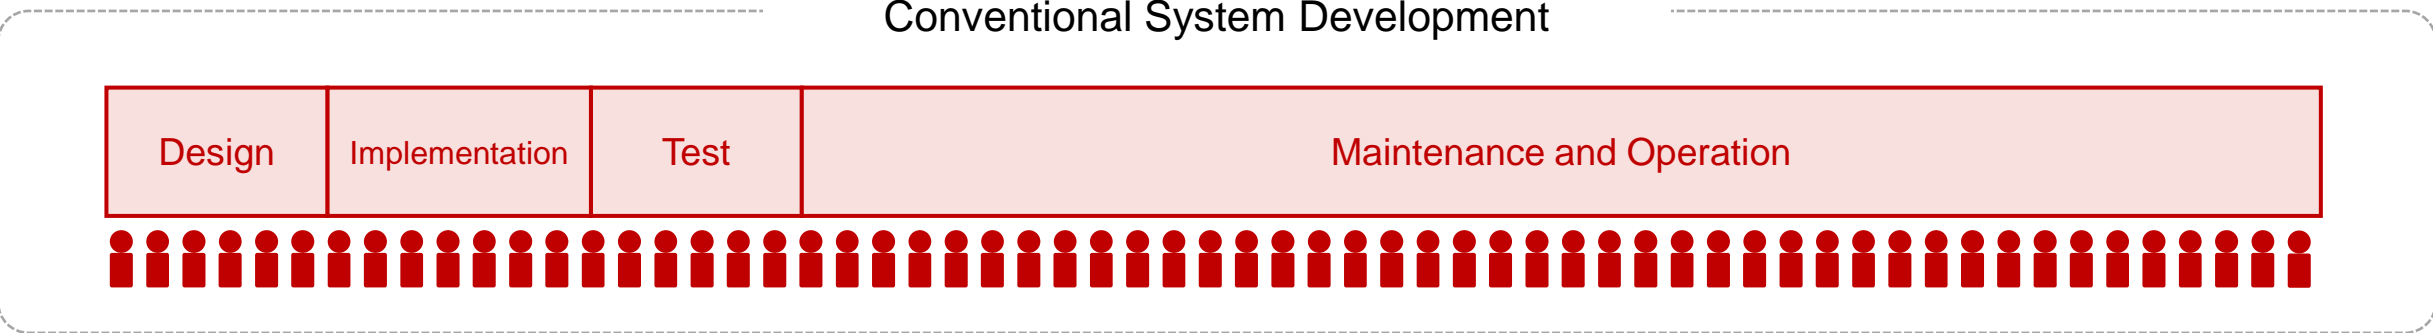 Conventional System Development
Design
Implementation
Test
Maintenance and Operation